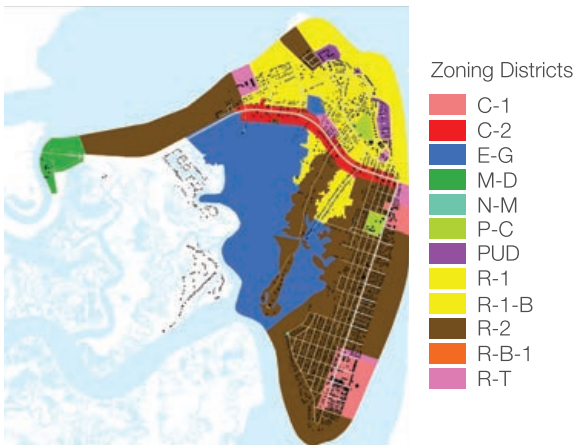 Zoning Districts
C-1
C-2
E-G
M-D
N-M
P-C
PUD
R-1
R-1-B
R-2
R-B-1
R-T